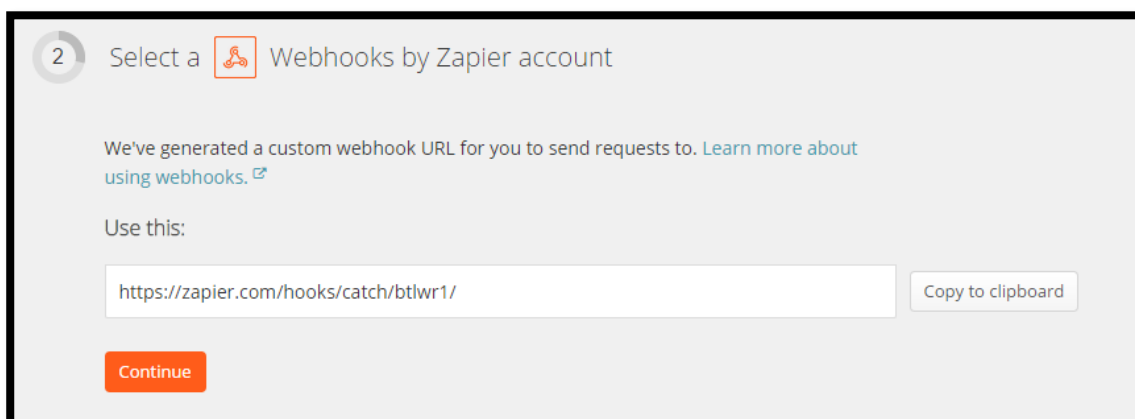 2 Select a Webhooks by Zapier account
We've generated a custom webhook URL for you to send requests to. Learn more about
using webhooks.
Use this:
https://zapier.com/hooks/catch/btlwr1/ Copy to clipboard
Continue